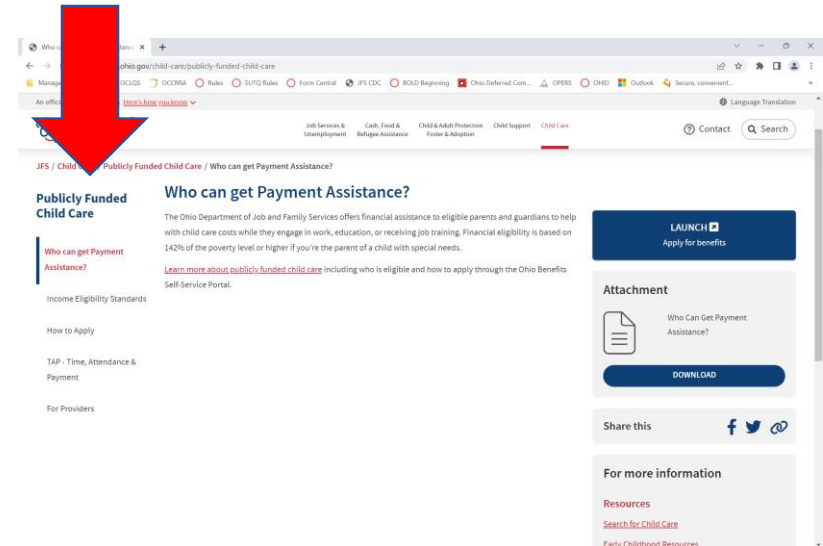 Who
ohio.gov/child-care/publicly-funded-child-care
Manage
OCLQS
OCCRRA
Rules
SUTQ Rules
Form Central
JFS CDC
BOLD Beginning
Ohio Deferred Com...
OPERS
OHID
Outlook
Secure, convenient...
An offici
Here's how you know
Language Translation
Job Services &
Unemployment
Cash, Food &
Refugee Assistance
Child & Adult Protection
Foster & Adoption
Child Support
Child Care
Contact
Search
JFS / Child / Publicly Funded Child Care / Who can get Payment Assistance?
Publicly Funded
Child Care
Who can get Payment
Assistance?
Income Eligibility Standards
How to Apply
TAP - Time, Attendance &
Payment
For Providers
Who can get Payment Assistance?
The Ohio Department of Job and Family Services offers financial assistance to eligible parents and guardians to help
with child care costs while they engage in work, education, or receiving job training. Financial eligibility is based on
142% of the poverty level or higher if you're the parent of a child with special needs.
Learn more about publicly funded child care including who is eligible and how to apply through the Ohio Benefits
Self-Service Portal.
LAUNCH
Apply for benefits
Attachment
Who Can Get Payment
Assistance?
DOWNLOAD
Share this
For more information
Resources
Search for Child Care
Early Childhood Resources